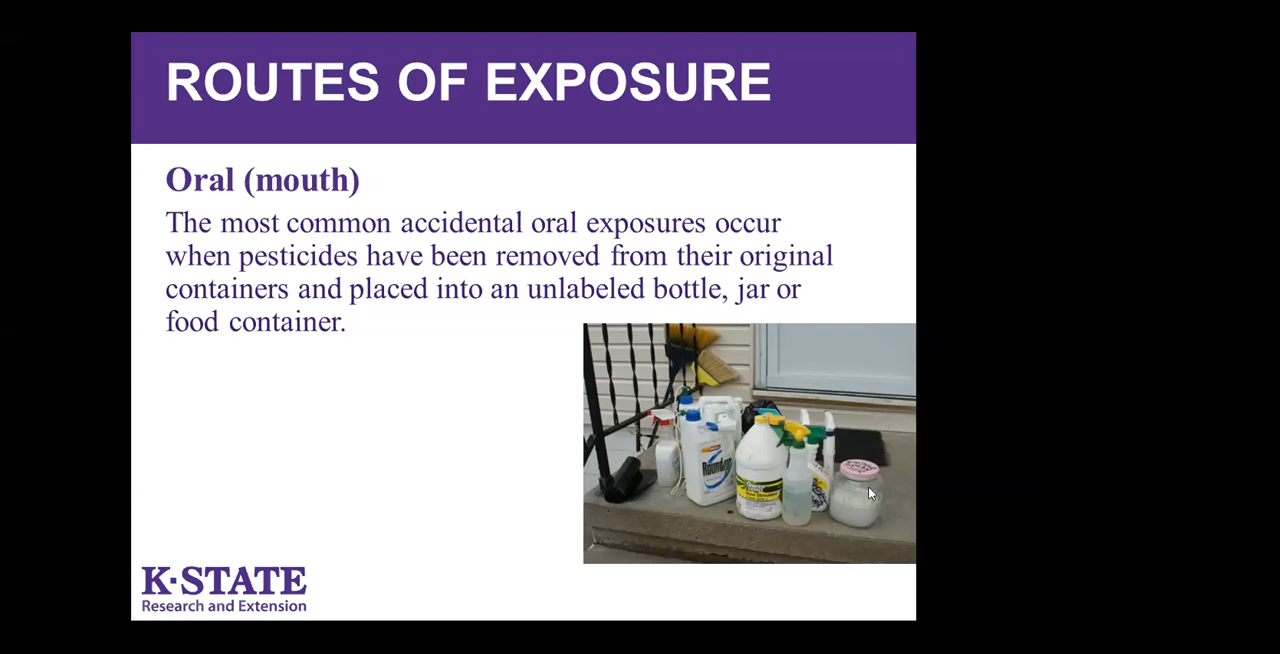 ROUTES OF EXPOSURE
Oral (mouth)
The most common accidental oral exposures occur
when pesticides have been removed from their original
containers and placed into an unlabeled bottle, jar or
food container.
Roundup
K·STATE
Research and Extension